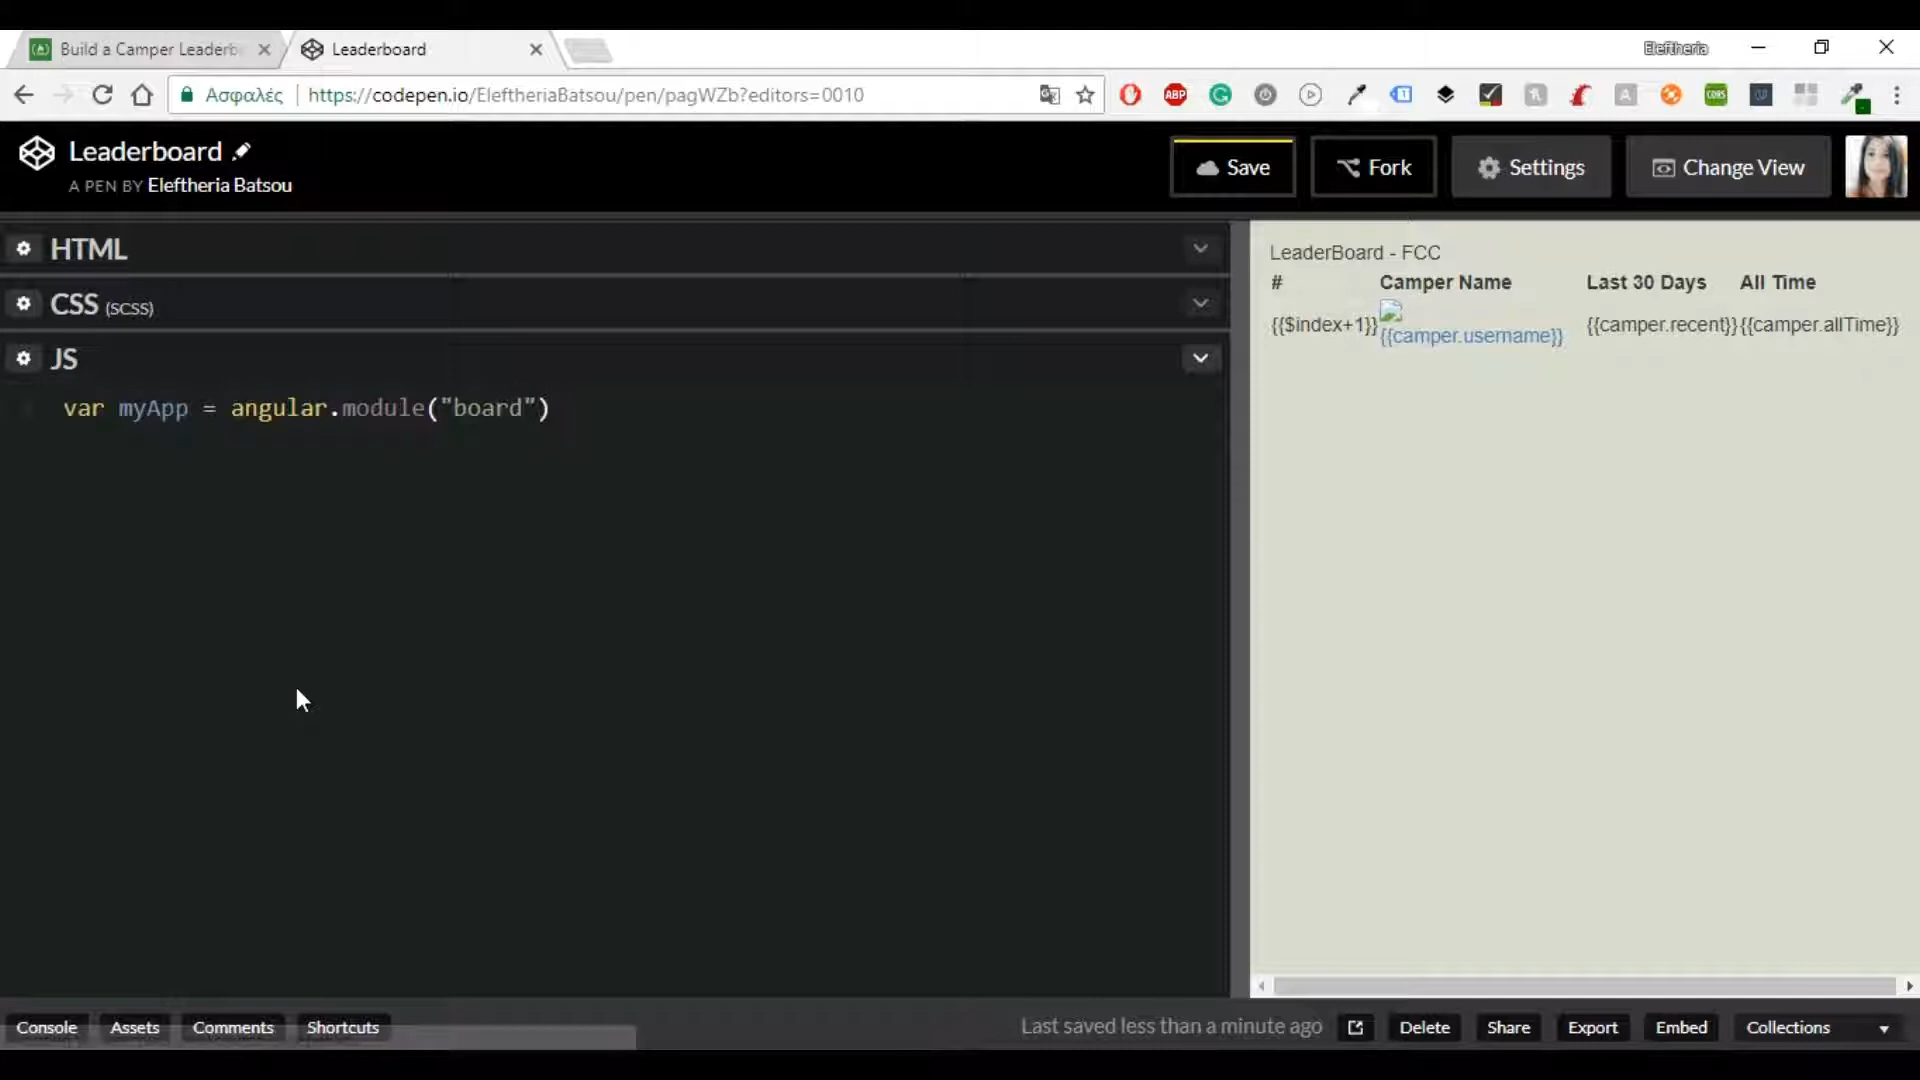 Build a Camper Leaderb
Leaderboard
Eleftheria
Ασφαλές
https://codepen.io/EleftheriaBatsou/pen/pagWZb?editors=0010
ABP
CORS
Leaderboard
A PEN BY Eleftheria Batsou
Save
Fork
Settings
Change View
HTML
CSS (SCSS)
JS
var myApp = angular.module("board")
LeaderBoard - FCC
# Camper Name Last 30 Days All Time
{{$index+1}} {{camper.username}} {{camper.recent}} {{camper.allTime}}
Console
Assets
Comments
Shortcuts
Last saved less than a minute ago
Delete
Share
Export
Embed
Collections